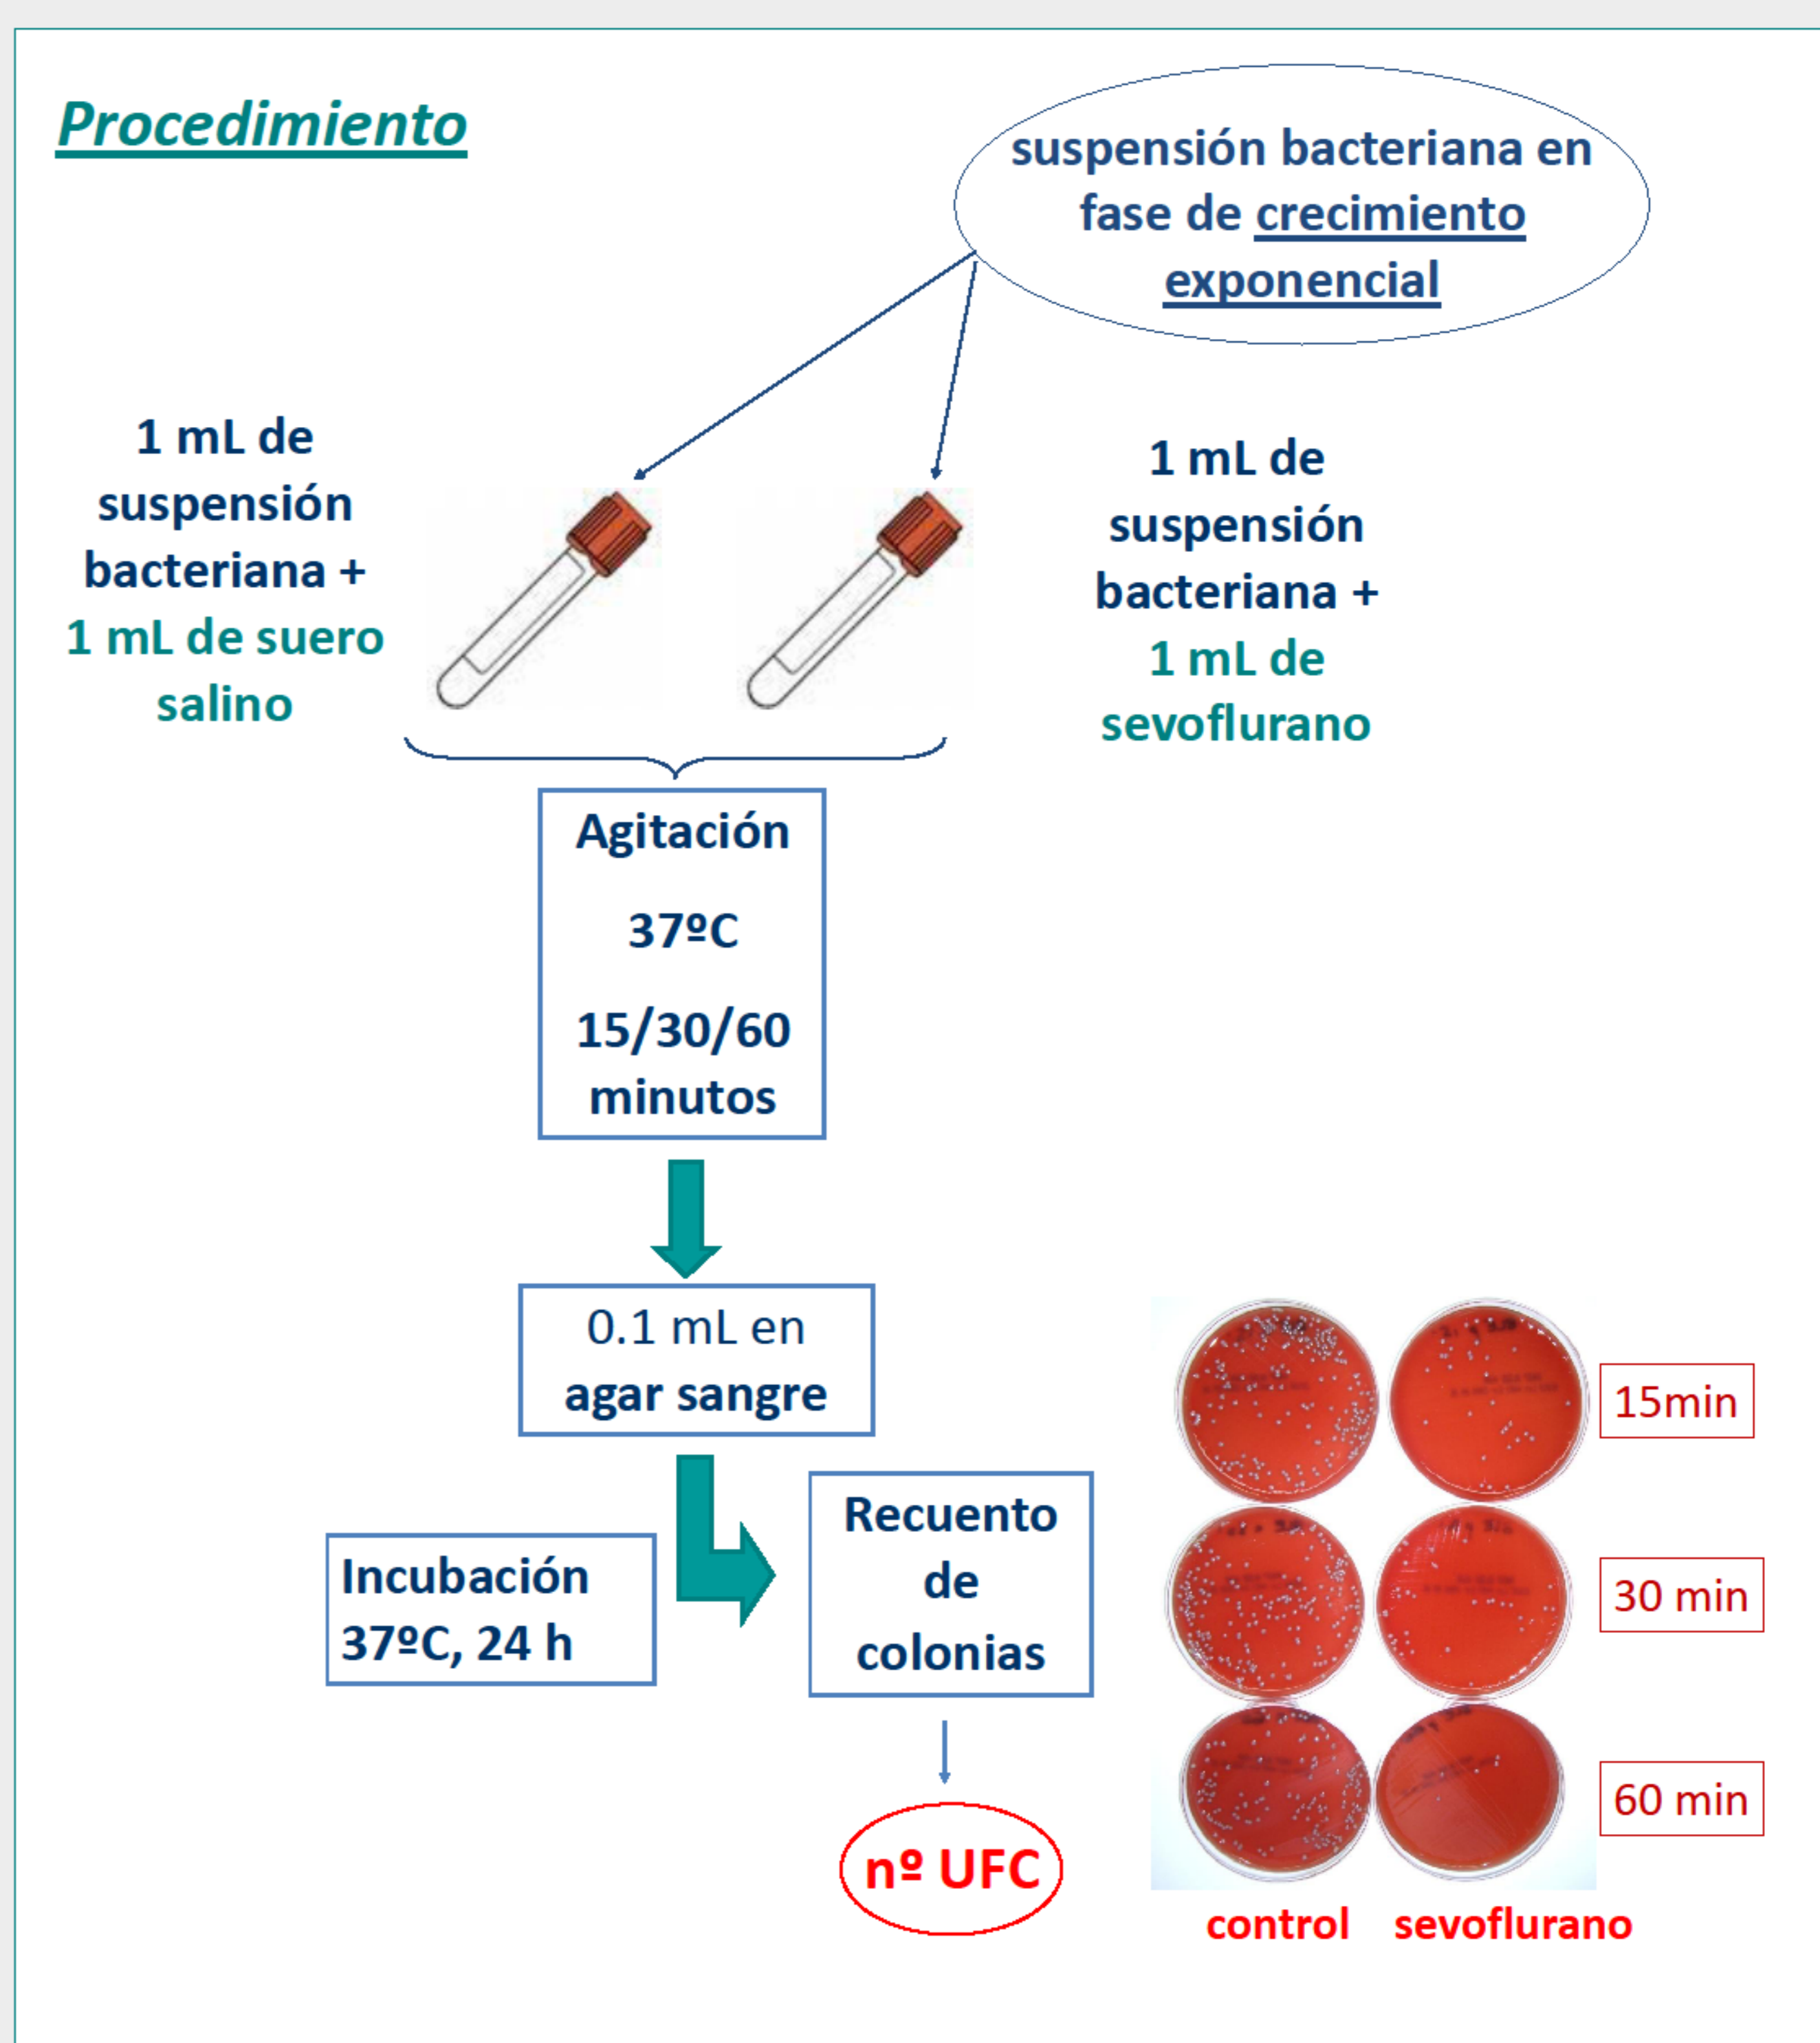 Procedimiento
suspensión bacteriana en
fase de crecimiento
exponencial
1 mL de
suspensión
bacteriana +
1 mL de suero
salino
1 mL de
suspensión
bacteriana +
1 mL de
sevoflurano
Agitación
37ºC
15/30/60
minutos
0.1 mL en
agar sangre
Incubación
37ºC, 24 h
Recuento
de
colonias
nº UFC
15min
30 min
60 min
control
sevoflurano